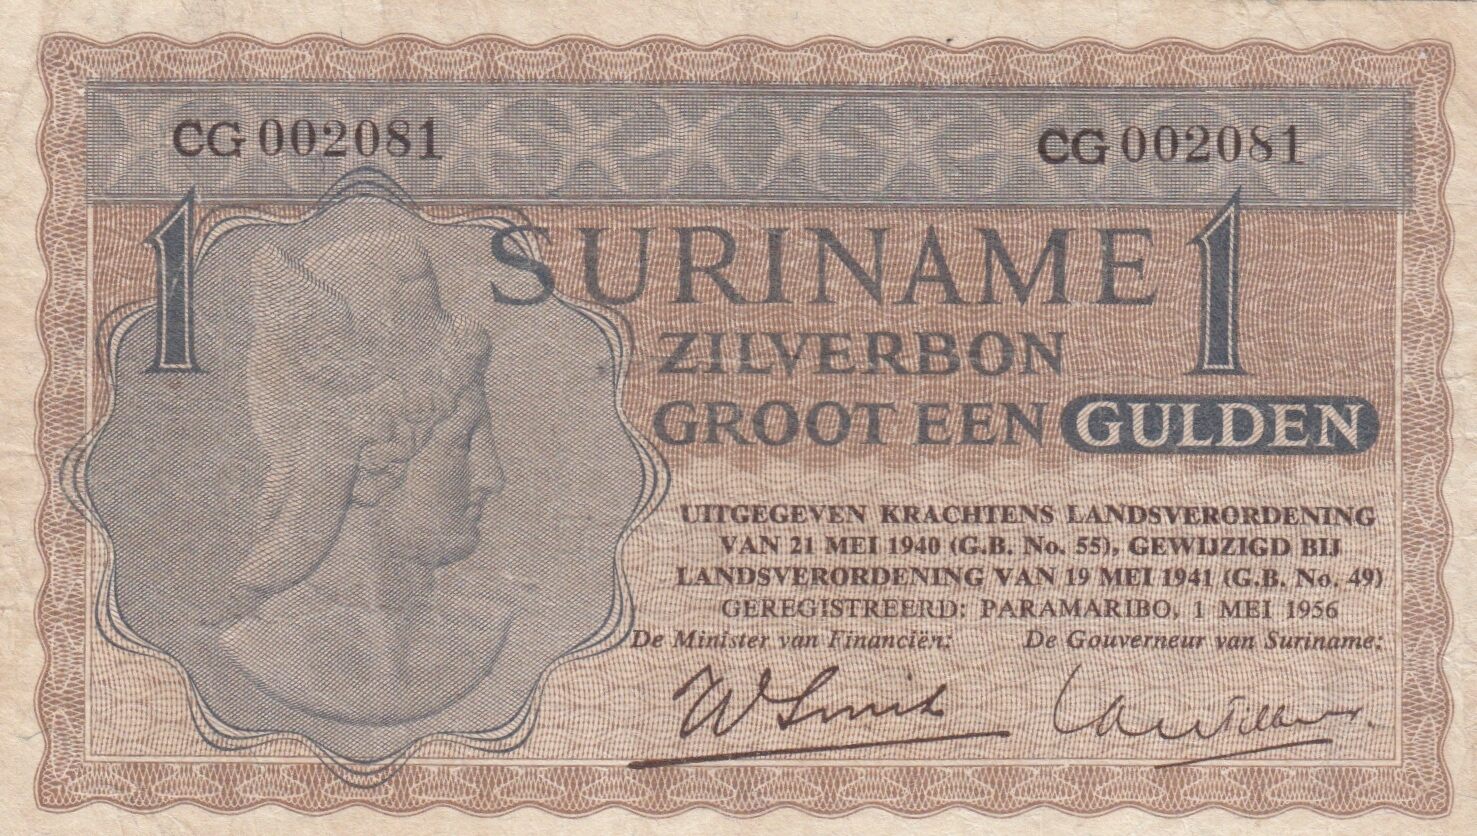 CG 002081 CG 002081
1 SURINAME 1
ZILVERBON
GROOT EEN GULDEN
UITGEGEVEN KRACHTENS LANDSVERORDENING
VAN 21 MEI 1940 (G.B. No. 55), GEWIJZIGD BIJ
LANDSVERORDENING VAN 19 MEI 1941 (G.B. No. 49)
GEREGISTREERD: PARAMARIBO, 1 MEI 1956
De Minister van Financiën: De Gouverneur van Suriname:
W Smit